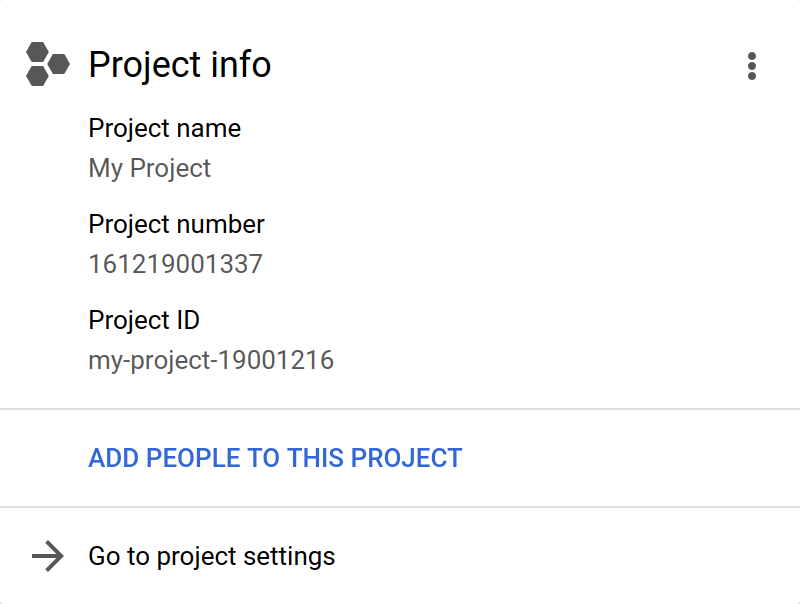 Project info
Project name
My Project
Project number
161219001337
Project ID
my-project-19001216
ADD PEOPLE TO THIS PROJECT
Go to project settings